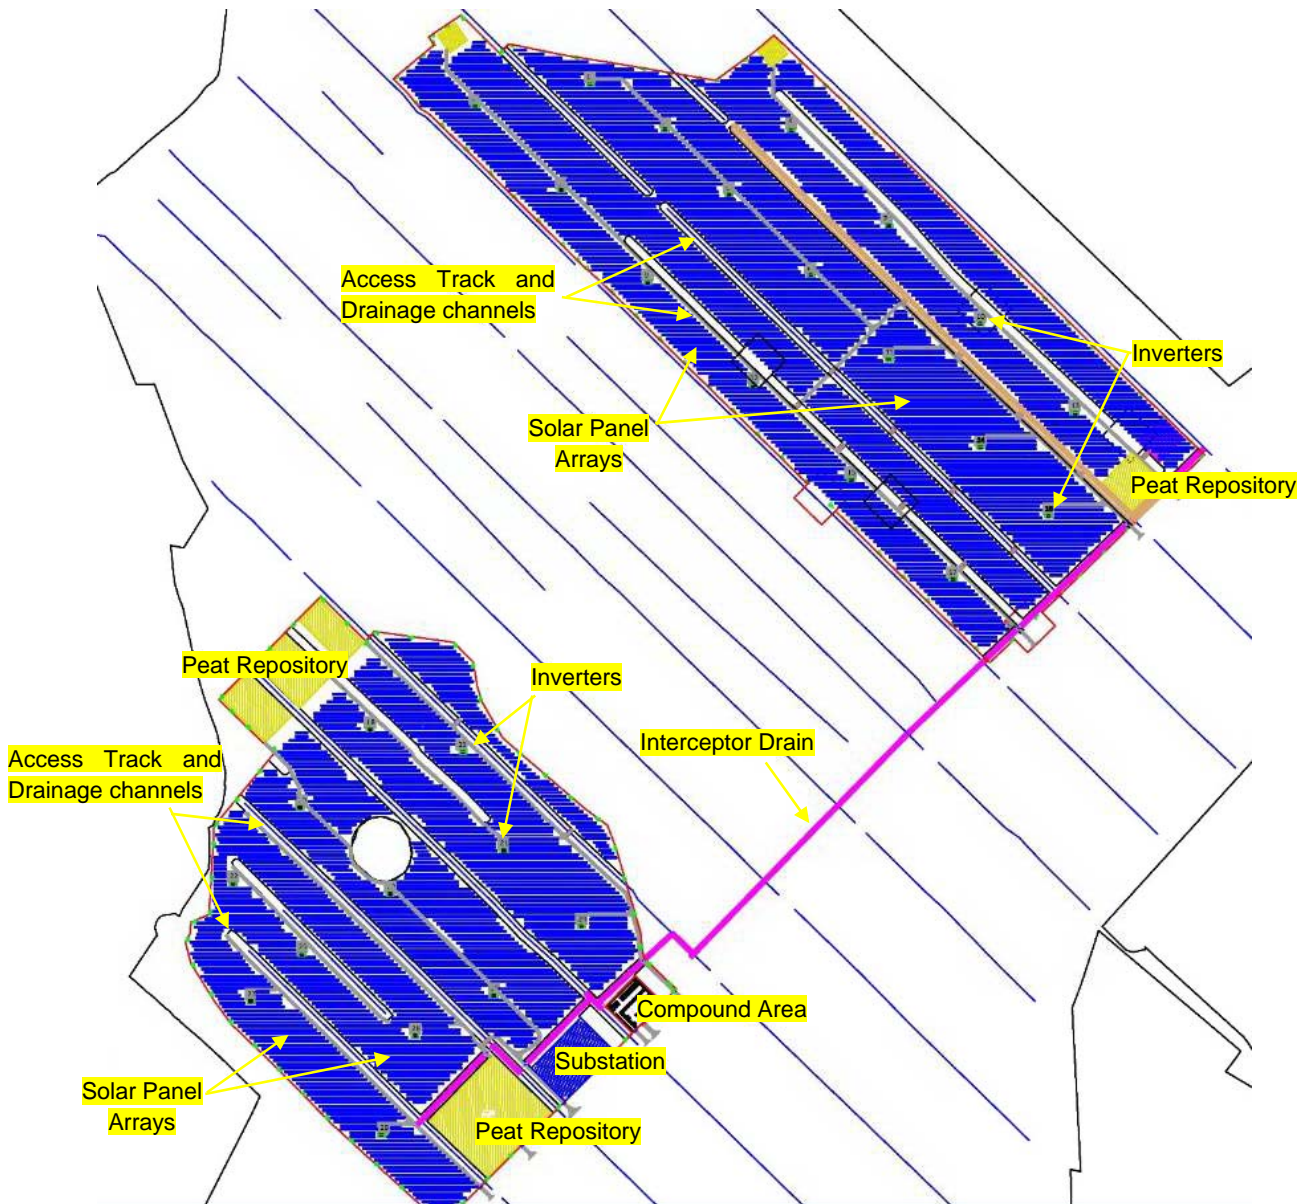 Access Track and
Drainage channels
Inverters
Solar Panel
Arrays
Peat Repository
Peat Repository
Inverters
Interceptor Drain
Access Track and
Drainage channels
Compound Area
Substation
Solar Panel
Arrays
Peat Repository